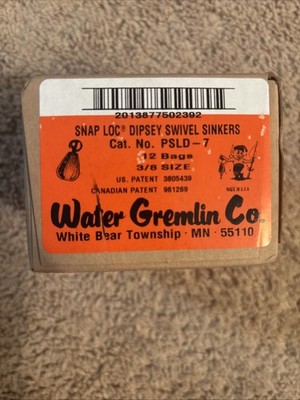 2013877502392
SNAP LOC® DIPSEY SWIVEL SINKERS
Cat. No. PSLD-7
12 Bags
3/8 SIZE
US. PATENT 3805439
CANADIAN PATENT 981269
Water Gremlin Co.
White Bear Township · MN · 55110